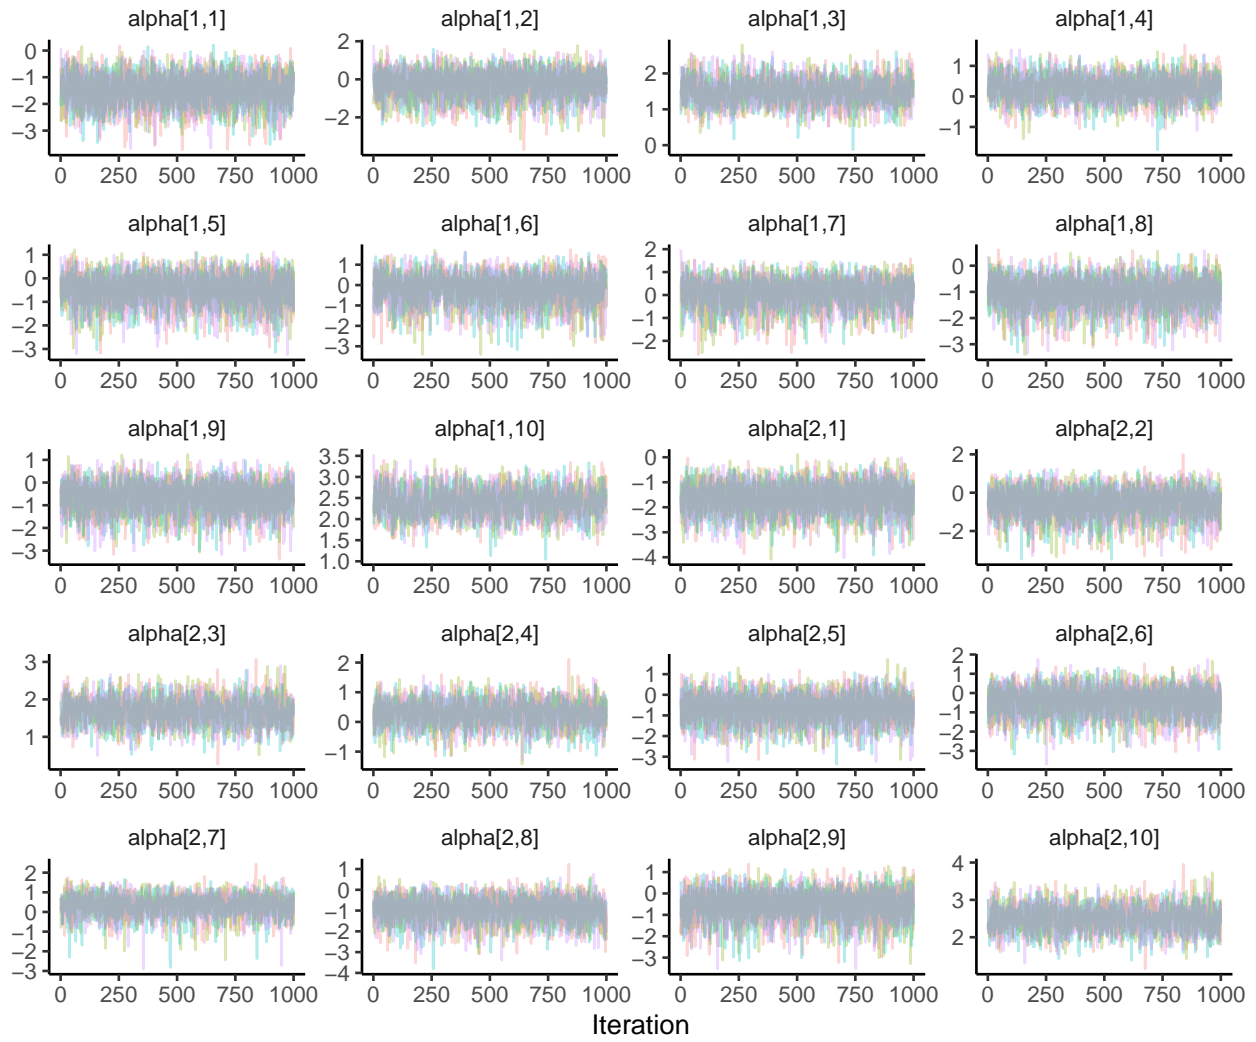 alpha[1,1] alpha[1,2] alpha[1,3] alpha[1,4]
0 −1 −2 −3
2 0 −2
2 1 0
1 0 −1
0 250 500 750 1000 0 250 500 750 1000 0 250 500 750 1000 0 250 500 750 1000
alpha[1,5] alpha[1,6] alpha[1,7] alpha[1,8]
1 0 −1 −2 −3
1 0 −1 −2 −3
2 1 0 −1 −2
0 −1 −2 −3
0 250 500 750 1000 0 250 500 750 1000 0 250 500 750 1000 0 250 500 750 1000
alpha[1,9] alpha[1,10] alpha[2,1] alpha[2,2]
1 0 −1 −2 −3
3.5 3.0 2.5 2.0 1.5 1.0
0 −1 −2 −3 −4
2 0 −2
0 250 500 750 1000 0 250 500 750 1000 0 250 500 750 1000 0 250 500 750 1000
alpha[2,3] alpha[2,4] alpha[2,5] alpha[2,6]
3 2 1
2 1 0 −1
1 0 −1 −2 −3
2 1 0 −1 −2 −3
0 250 500 750 1000 0 250 500 750 1000 0 250 500 750 1000 0 250 500 750 1000
alpha[2,7] alpha[2,8] alpha[2,9] alpha[2,10]
2 1 0 −1 −2 −3
1 0 −1 −2 −3 −4
1 0 −1 −2 −3
4 3 2
0 250 500 750 1000 0 250 500 750 1000 0 250 500 750 1000 0 250 500 750 1000
Iteration